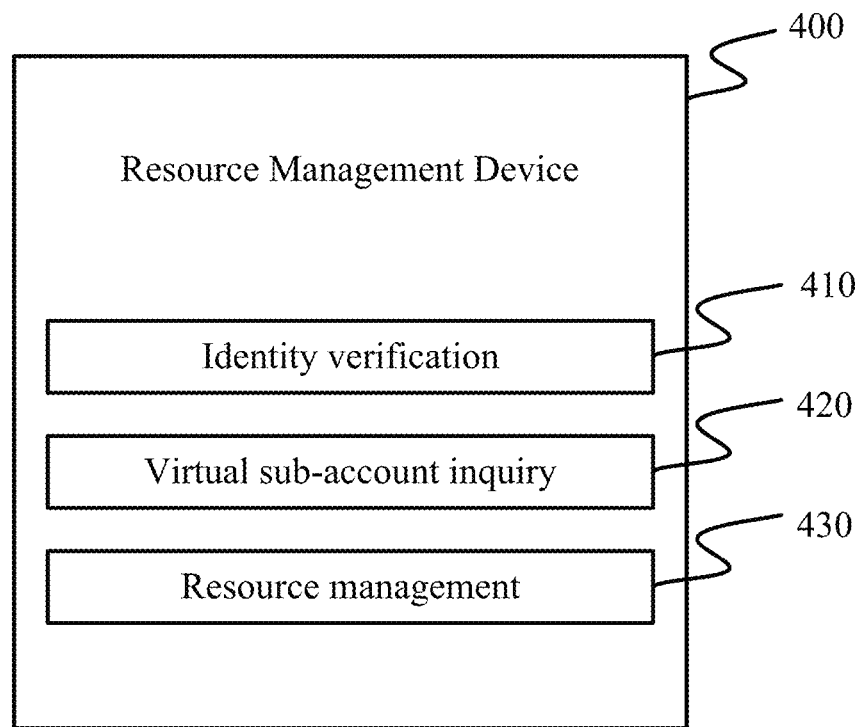 400
Resource Management Device
410
Identity verification
420
Virtual sub-account inquiry
430
Resource management